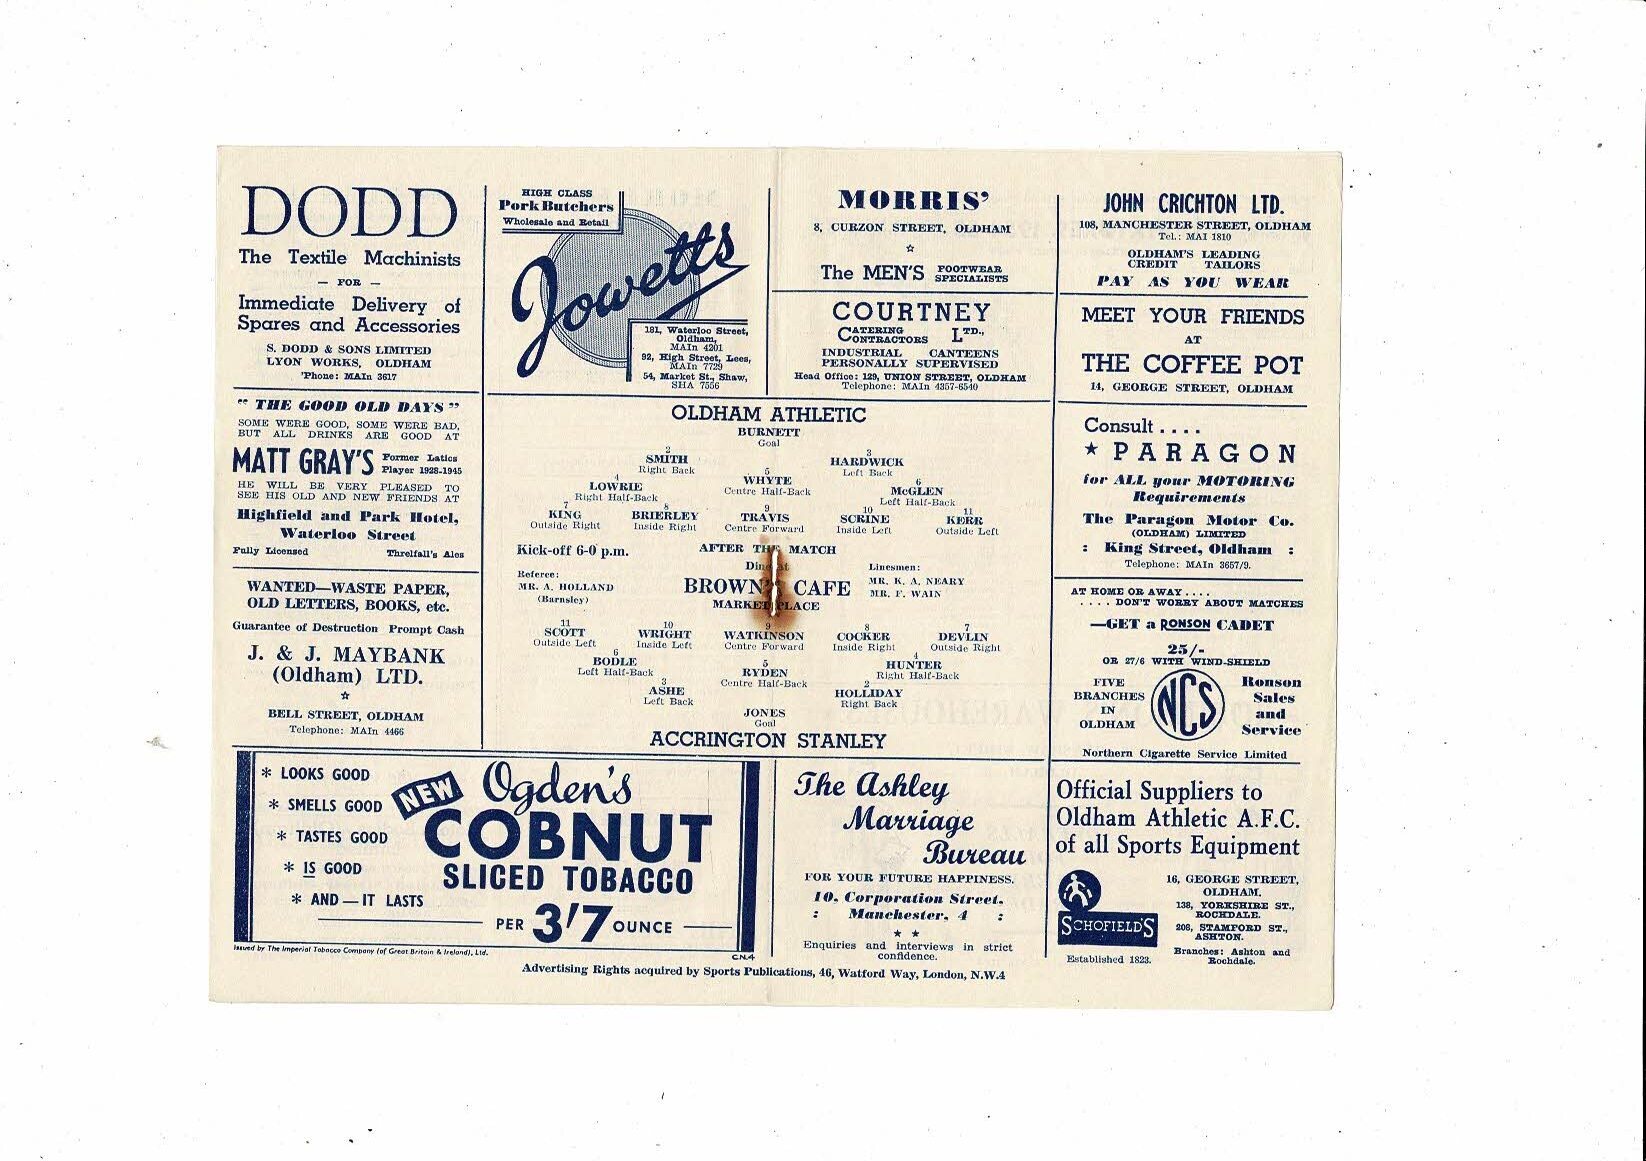 DODD
The Textile Machinists
— FOR —
Immediate Delivery of
Spares and Accessories
S. DODD & SONS LIMITED
LYON WORKS, OLDHAM
'Phone: MAIn 3617
" THE GOOD OLD DAYS "
SOME WERE GOOD, SOME WERE BAD,
BUT ALL DRINKS ARE GOOD AT
MATT GRAY'S
Former Latics
Player 1928-1945
HE WILL BE VERY PLEASED TO
SEE HIS OLD AND NEW FRIENDS AT
Highfield and Park Hotel,
Waterloo Street
Fully Licensed Threlfall's Ales
WANTED—WASTE PAPER,
OLD LETTERS, BOOKS, etc.
Guarantee of Destruction Prompt Cash
J. & J. MAYBANK
(Oldham) LTD.
☆
BELL STREET, OLDHAM
Telephone: MAIn 4466
HIGH CLASS
Pork Butchers
Wholesale and Retail
Jowetts
181, Waterloo Street,
Oldham,
MAIn 4201
92, High Street, Lees,
MAIn 7729
54, Market St., Shaw,
SHA 7556
MORRIS'
8, CURZON STREET, OLDHAM
☆
The MEN'S FOOTWEAR
SPECIALISTS
COURTNEY
CATERING
CONTRACTORS LTD.,
INDUSTRIAL CANTEENS
PERSONALLY SUPERVISED
Head Office: 129, UNION STREET, OLDHAM
Telephone: MAIn 4357-6540
JOHN CRICHTON LTD.
108, MANCHESTER STREET, OLDHAM
Tel.: MAI 1810
OLDHAM'S LEADING
CREDIT TAILORS
PAY AS YOU WEAR
MEET YOUR FRIENDS
AT
THE COFFEE POT
14, GEORGE STREET, OLDHAM
Consult . . . .
★ PARAGON
for ALL your MOTORING
Requirements
The Paragon Motor Co.
(OLDHAM) LIMITED
: King Street, Oldham :
Telephone: MAIn 3657/9.
AT HOME OR AWAY . . . .
. . . . DON'T WORRY ABOUT MATCHES
—GET a RONSON CADET
25/-
OR 27/6 WITH WIND-SHIELD
FIVE
BRANCHES
IN
OLDHAM
NCS
Ronson
Sales
and
Service
Northern Cigarette Service Limited
OLDHAM ATHLETIC
BURNETT
Goal
2 3
SMITH HARDWICK
Right Back Left Back
4 5 6
LOWRIE WHYTE McGLEN
Right Half-Back Centre Half-Back Left Half-Back
7 8 9 10 11
KING BRIERLEY TRAVIS SCRINE KERR
Outside Right Inside Right Centre Forward Inside Left Outside Left
Kick-off 6-0 p.m.
AFTER THE MATCH
Dine at
BROWN'S CAFE
MARKET PLACE
Referee:
MR. A. HOLLAND
(Barnsley)
Linesmen:
MR. K. A. NEARY
MR. F. WAIN
11 10 9 8 7
SCOTT WRIGHT WATKINSON COCKER DEVLIN
Outside Left Inside Left Centre Forward Inside Right Outside Right
6 5 4
BODLE RYDEN HUNTER
Left Half-Back Centre Half-Back Right Half-Back
3 2
ASHE HOLLIDAY
Left Back Right Back
JONES
Goal
ACCRINGTON STANLEY
* LOOKS GOOD
* SMELLS GOOD
* TASTES GOOD
* IS GOOD
* AND — IT LASTS
NEW Ogden's
COBNUT
SLICED TOBACCO
PER 3'7 OUNCE
Issued by The Imperial Tobacco Company (of Great Britain & Ireland), Ltd.
C.N.4
The Ashley
Marriage
Bureau
FOR YOUR FUTURE HAPPINESS.
10, Corporation Street,
: Manchester, 4 :
★ ★
Enquiries and interviews in strict
confidence.
Official Suppliers to
Oldham Athletic A.F.C.
of all Sports Equipment
SCHOFIELD'S
Established 1823.
16, GEORGE STREET,
OLDHAM.
138, YORKSHIRE ST.,
ROCHDALE.
208, STAMFORD ST.,
ASHTON.
Branches: Ashton and
Rochdale.
Advertising Rights acquired by Sports Publications, 46, Watford Way, London, N.W.4